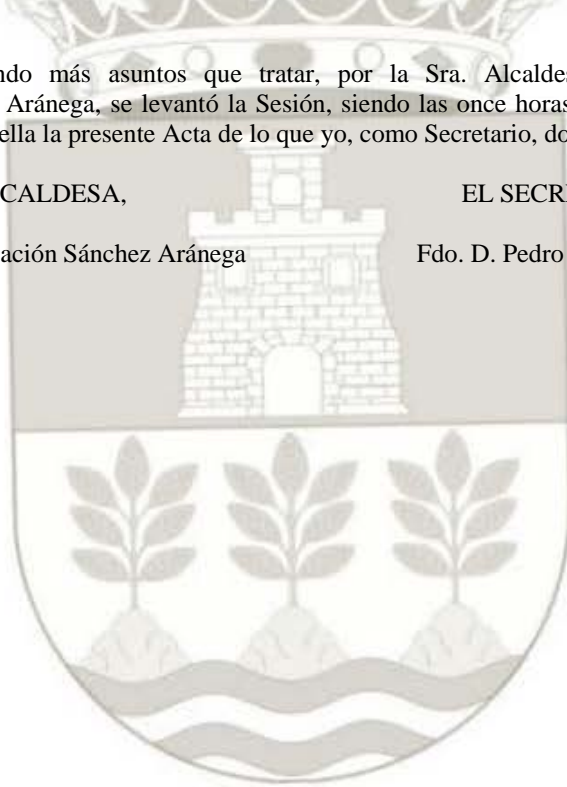 ndo más asuntos que tratar, por la Sra. Alcaldes
Aránega, se levantó la Sesión, siendo las once horas
ella la presente Acta de lo que yo, como Secretario, do
CALDESA, EL SECR
ación Sánchez Aránega Fdo. D. Pedro